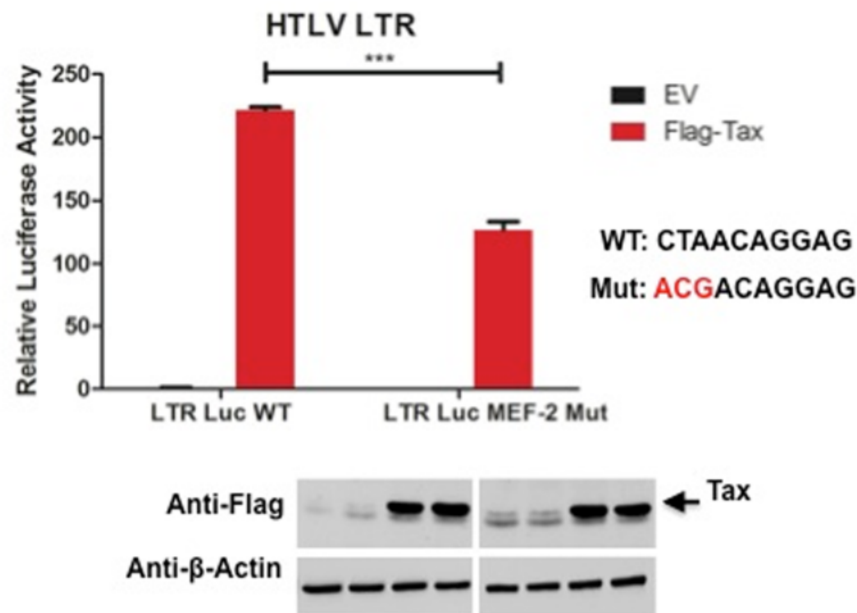 HTLV LTR
***
Relative Luciferase Activity
250
200
150
100
50
0
LTR Luc WT
LTR Luc MEF-2 Mut
EV
Flag-Tax
WT: CTAACAGGAG
Mut: ACGACAGGAG
Anti-Flag
Tax
Anti-β-Actin